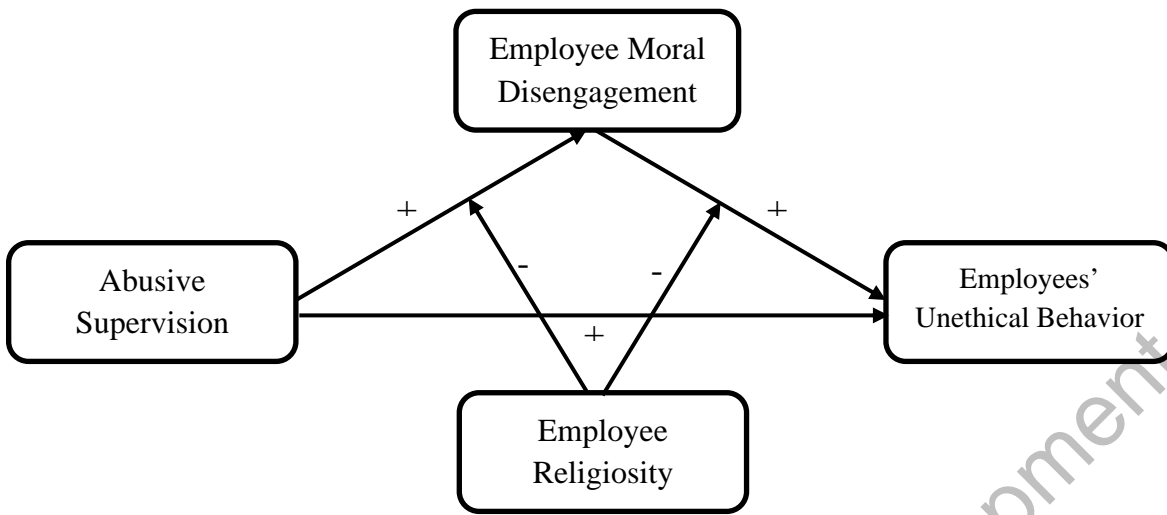 Employee Moral
Disengagement
+
+
Abusive
Supervision
-
-
+
Employees’
Unethical Behavior
Employee
Religiosity